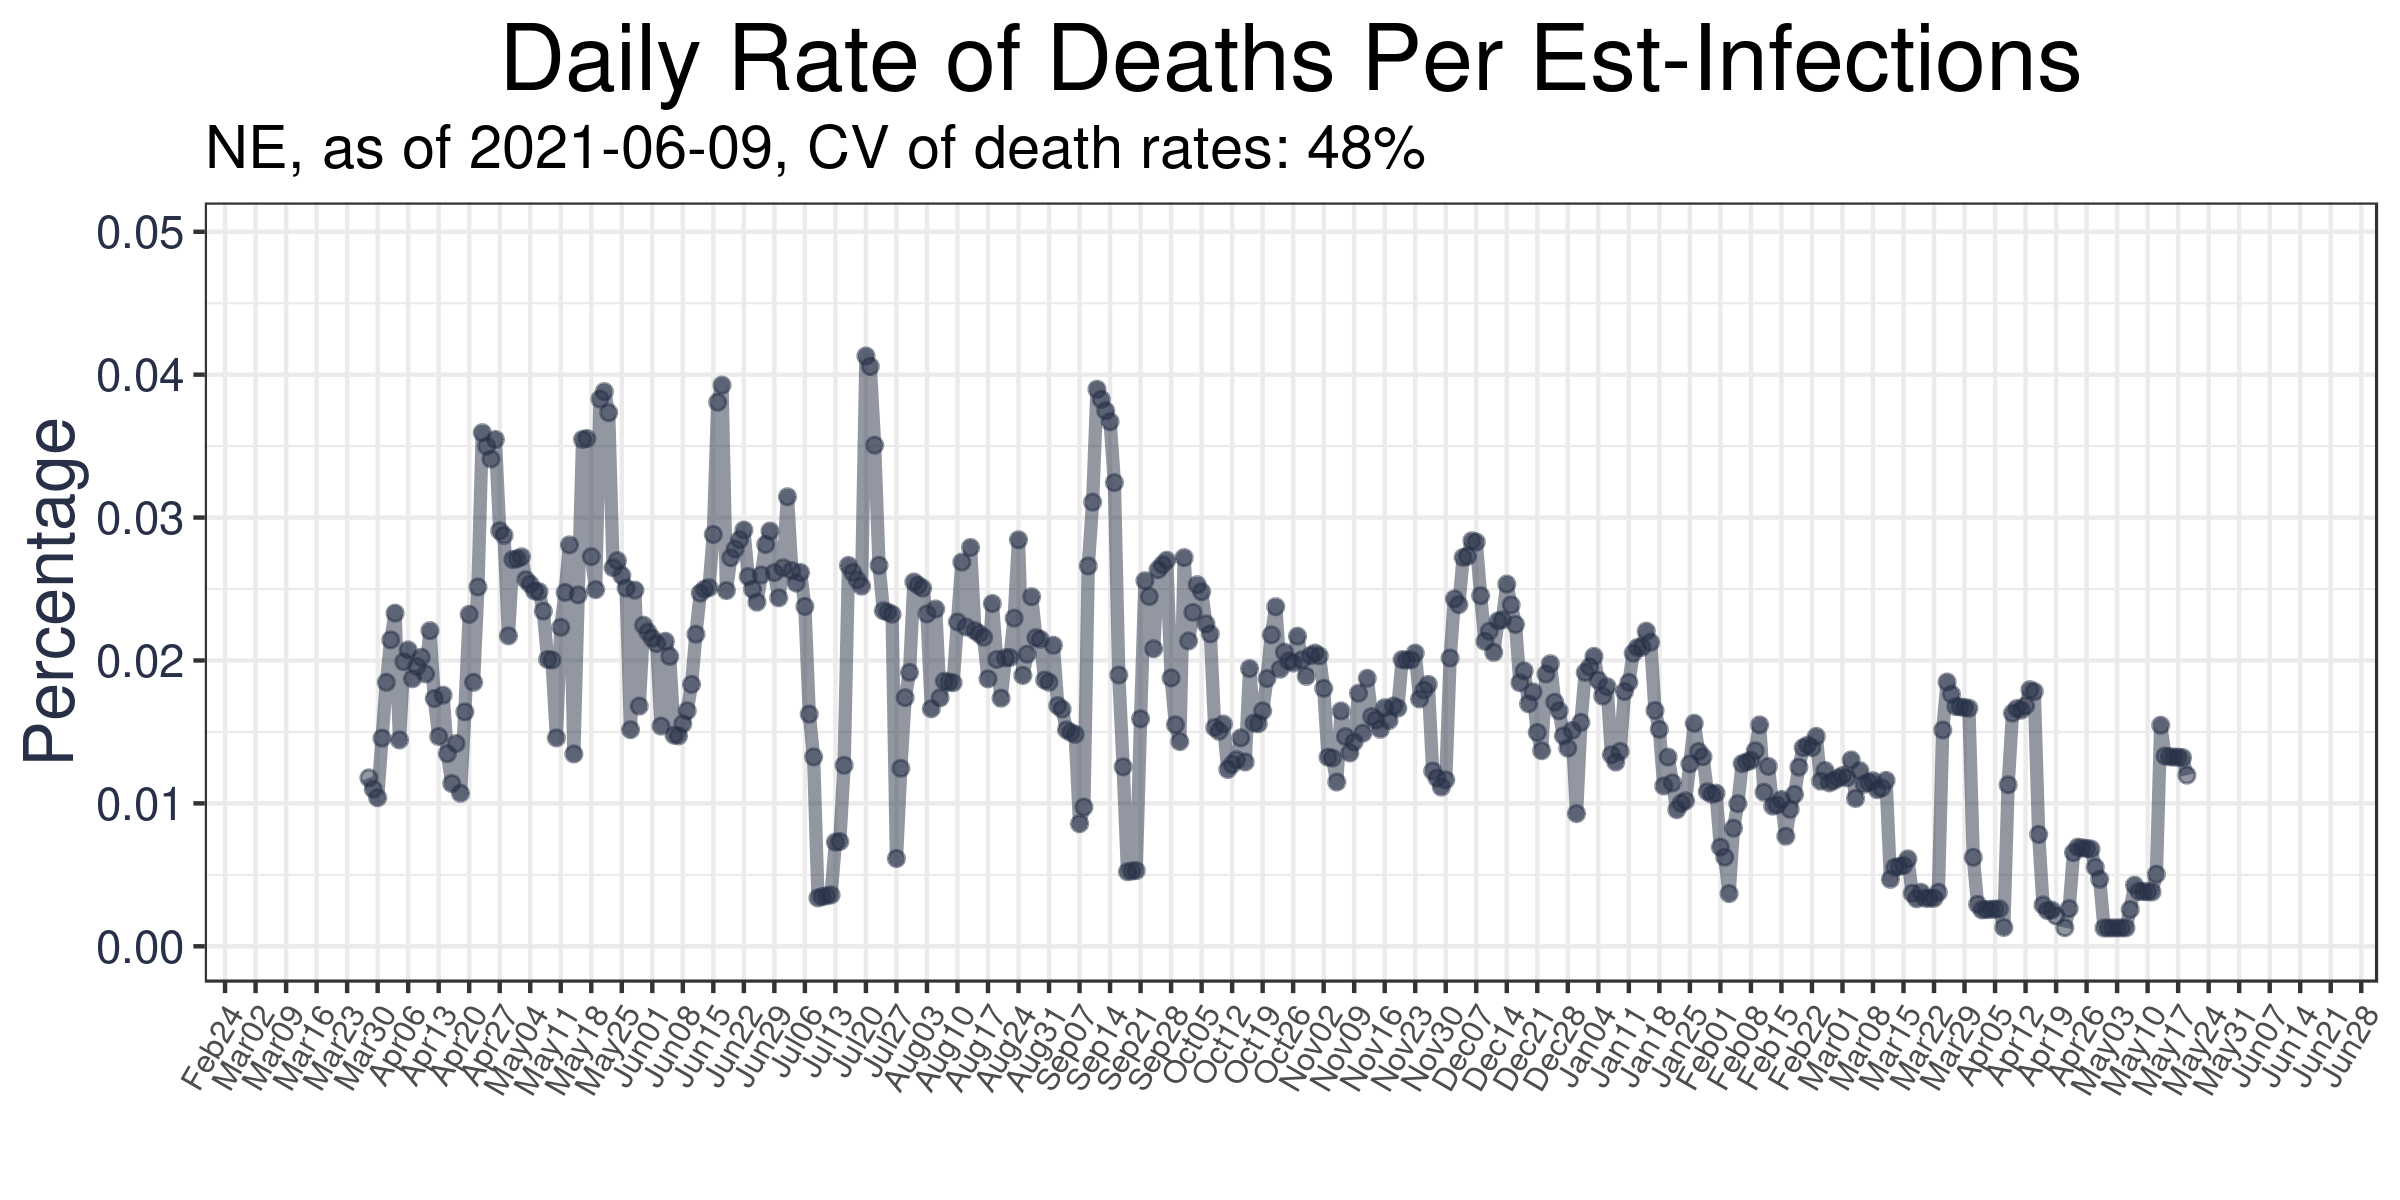 Daily Rate of Deaths Per Est-Infections
NE, as of 2021-06-09, CV of death rates: 48%
Percentage
0.05
0.04
0.03
0.02
0.01
0.00
Feb24
Mar02
Mar09
Mar16
Mar23
Mar30
Apr06
Apr13
Apr20
Apr27
May04
May11
May18
May25
Jun01
Jun08
Jun15
Jun22
Jun29
Jul06
Jul13
Jul20
Jul27
Aug03
Aug10
Aug17
Aug24
Aug31
Sep07
Sep14
Sep21
Sep28
Oct05
Oct12
Oct19
Oct26
Nov02
Nov09
Nov16
Nov23
Nov30
Dec07
Dec14
Dec21
Dec28
Jan04
Jan11
Jan18
Jan25
Feb01
Feb08
Feb15
Feb22
Mar01
Mar08
Mar15
Mar22
Mar29
Apr05
Apr12
Apr19
Apr26
May03
May10
May17
May24
May31
Jun07
Jun14
Jun21
Jun28